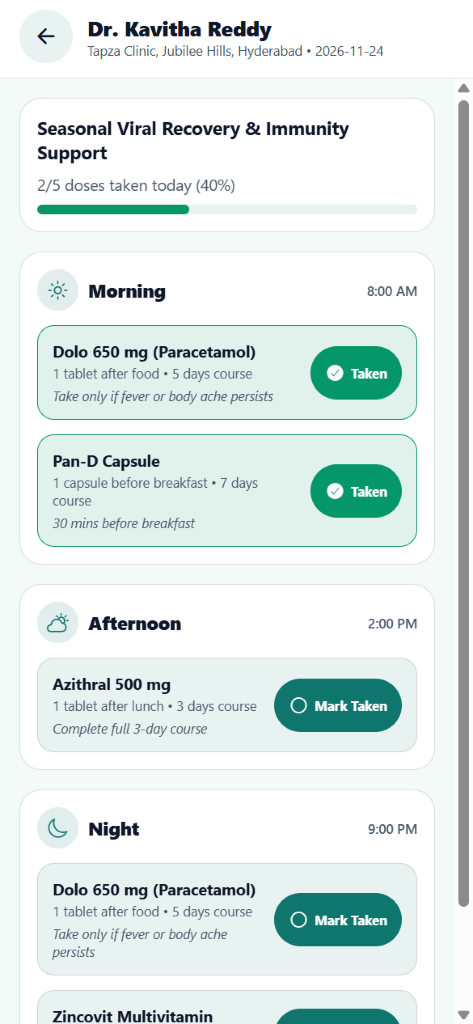 Dr. Kavitha Reddy
Tapza Clinic, Jubilee Hills, Hyderabad • 2026-11-24
Seasonal Viral Recovery & Immunity
Support
2/5 doses taken today (40%)
Morning
8:00 AM
Dolo 650 mg (Paracetamol)
1 tablet after food • 5 days course
Take only if fever or body ache persists
Taken
Pan-D Capsule
1 capsule before breakfast • 7 days
course
30 mins before breakfast
Taken
Afternoon
2:00 PM
Azithral 500 mg
1 tablet after lunch • 3 days course
Complete full 3-day course
Mark Taken
Night
9:00 PM
Dolo 650 mg (Paracetamol)
1 tablet after food • 5 days course
Take only if fever or body ache
persists
Mark Taken
Zincovit Multivitamin